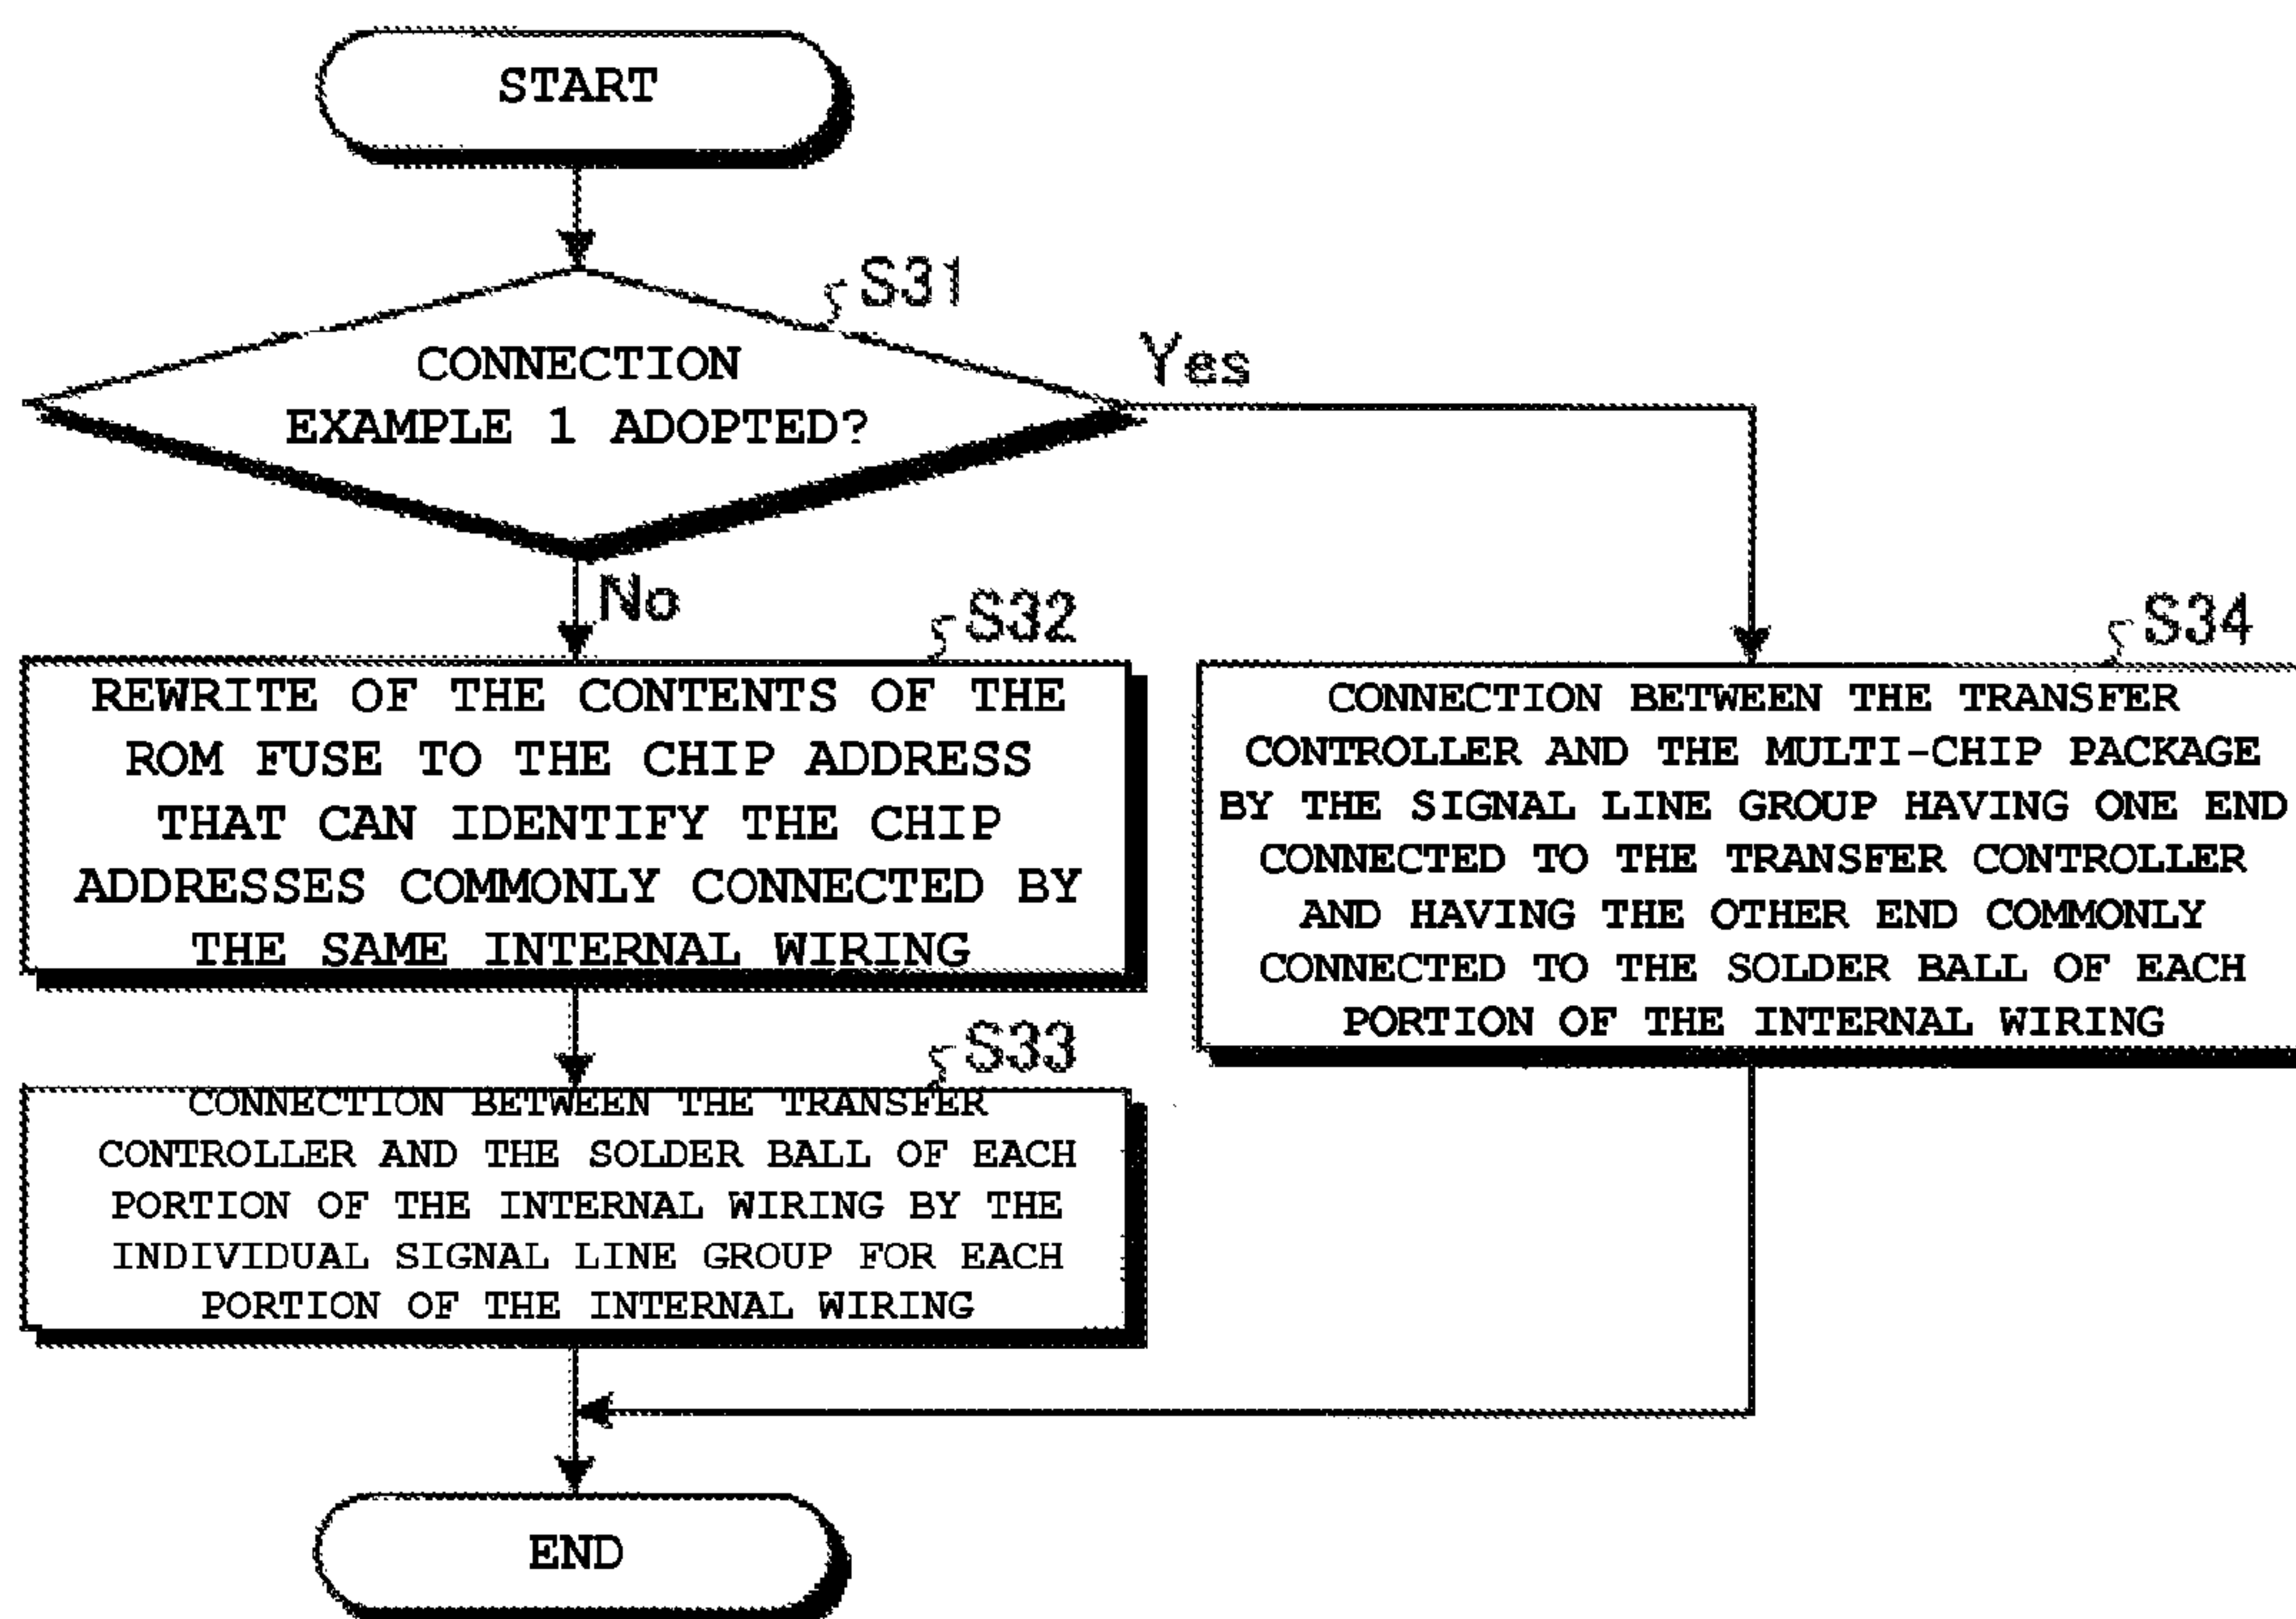 START
S31
CONNECTION
EXAMPLE 1 ADOPTED?
Yes
No
S32
REWRITE OF THE CONTENTS OF THE
ROM FUSE TO THE CHIP ADDRESS
THAT CAN IDENTIFY THE CHIP
ADDRESSES COMMONLY CONNECTED BY
THE SAME INTERNAL WIRING
S33
CONNECTION BETWEEN THE TRANSFER
CONTROLLER AND THE SOLDER BALL OF EACH
PORTION OF THE INTERNAL WIRING BY THE
INDIVIDUAL SIGNAL LINE GROUP FOR EACH
PORTION OF THE INTERNAL WIRING
S34
CONNECTION BETWEEN THE TRANSFER
CONTROLLER AND THE MULTI-CHIP PACKAGE
BY THE SIGNAL LINE GROUP HAVING ONE END
CONNECTED TO THE TRANSFER CONTROLLER
AND HAVING THE OTHER END COMMONLY
CONNECTED TO THE SOLDER BALL OF EACH
PORTION OF THE INTERNAL WIRING
END